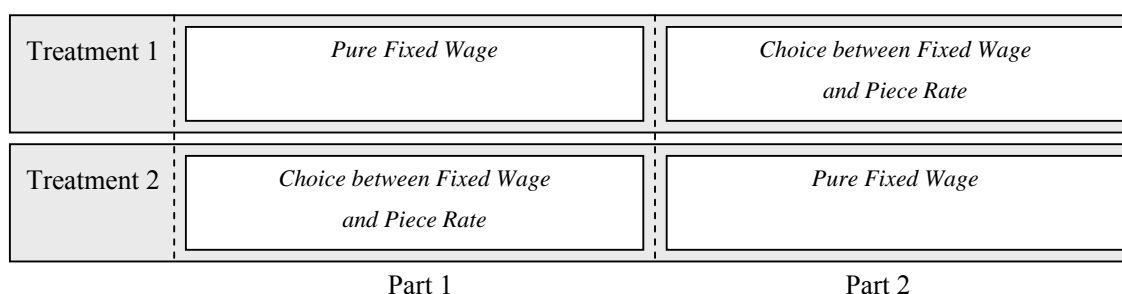 Treatment 1
Pure Fixed Wage
Choice between Fixed Wage
and Piece Rate
Treatment 2
Choice between Fixed Wage
and Piece Rate
Pure Fixed Wage
Part 1
Part 2